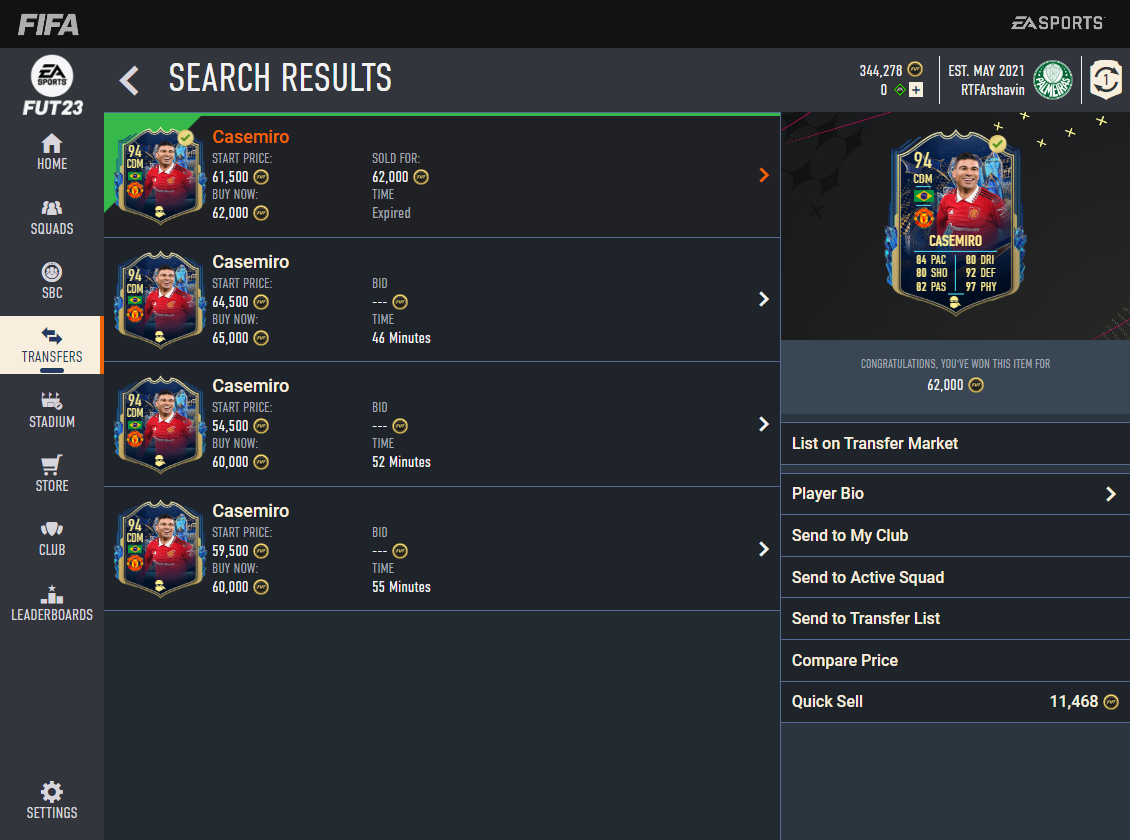 FIFA
EA SPORTS
EA SPORTS
FUT23
HOME
SQUADS
SBC
TRANSFERS
STADIUM
STORE
CLUB
LEADERBOARDS
SETTINGS
SEARCH RESULTS
344,278
0
EST. MAY 2021
RTFArshavin
PALMEIRAS
1
94
CDM
Casemiro
START PRICE:
61,500
BUY NOW:
62,000
SOLD FOR:
62,000
TIME
Expired
94
CDM
Casemiro
START PRICE:
64,500
BUY NOW:
65,000
BID
---
TIME
46 Minutes
94
CDM
Casemiro
START PRICE:
54,500
BUY NOW:
60,000
BID
---
TIME
52 Minutes
94
CDM
Casemiro
START PRICE:
59,500
BUY NOW:
60,000
BID
---
TIME
55 Minutes
94
CDM
CASEMIRO
84 PAC 80 DRI
80 SHO 92 DEF
82 PAS 97 PHY
CONGRATULATIONS, YOU'VE WON THIS ITEM FOR
62,000
List on Transfer Market
Player Bio
Send to My Club
Send to Active Squad
Send to Transfer List
Compare Price
Quick Sell 11,468